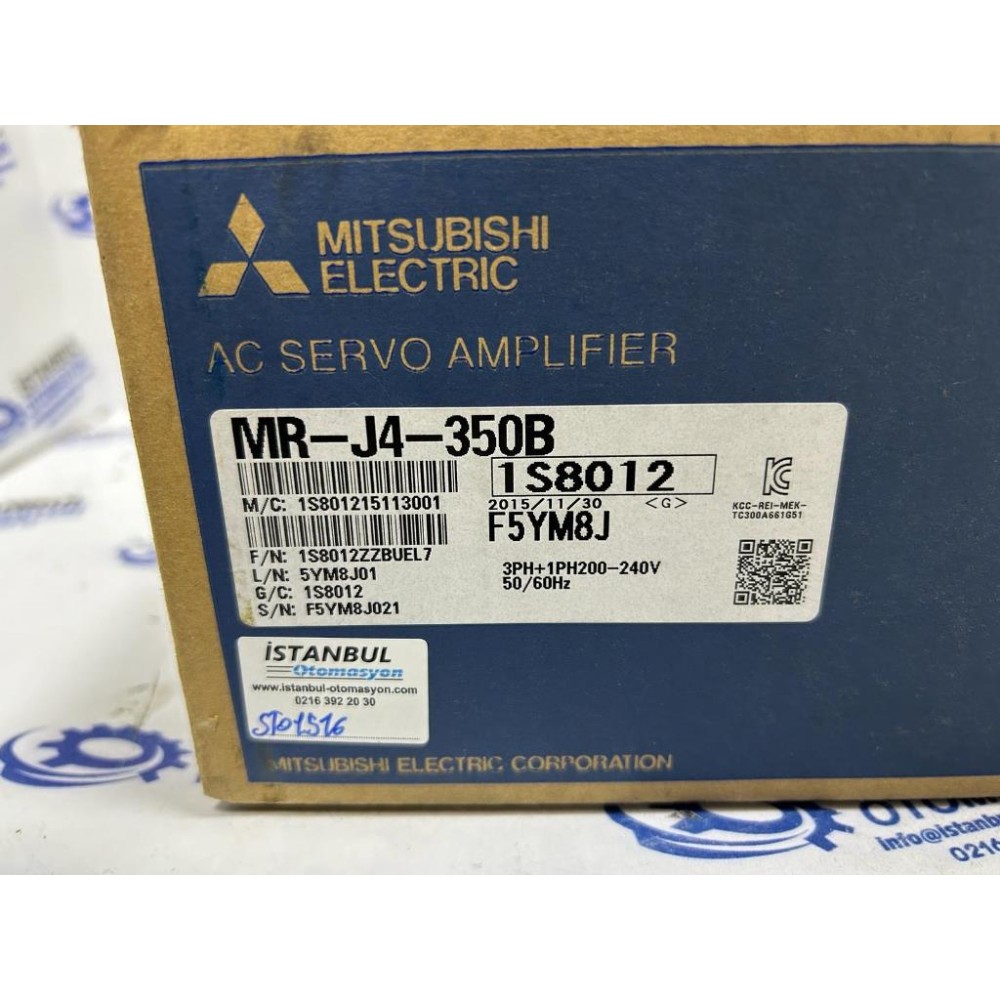 MITSUBISHI
ELECTRIC
AC SERVO AMPLIFIER
MR-J4-350B
1S8012
M/C: 1S801215113001
2015/11/30 <G>
F5YM8J
KCC-REI-MEK-
TC300A661G51
F/N: 1S8012ZZBUEL7
L/N: 5YM8J01
G/C: 1S8012
S/N: F5YM8J021
3PH+1PH200-240V
50/60Hz
İSTANBUL
Otomasyon
www.istanbul-otomasyon.com
0216 392 20 30
MITSUBISHI ELECTRIC CORPORATION
info@istanbul
0216